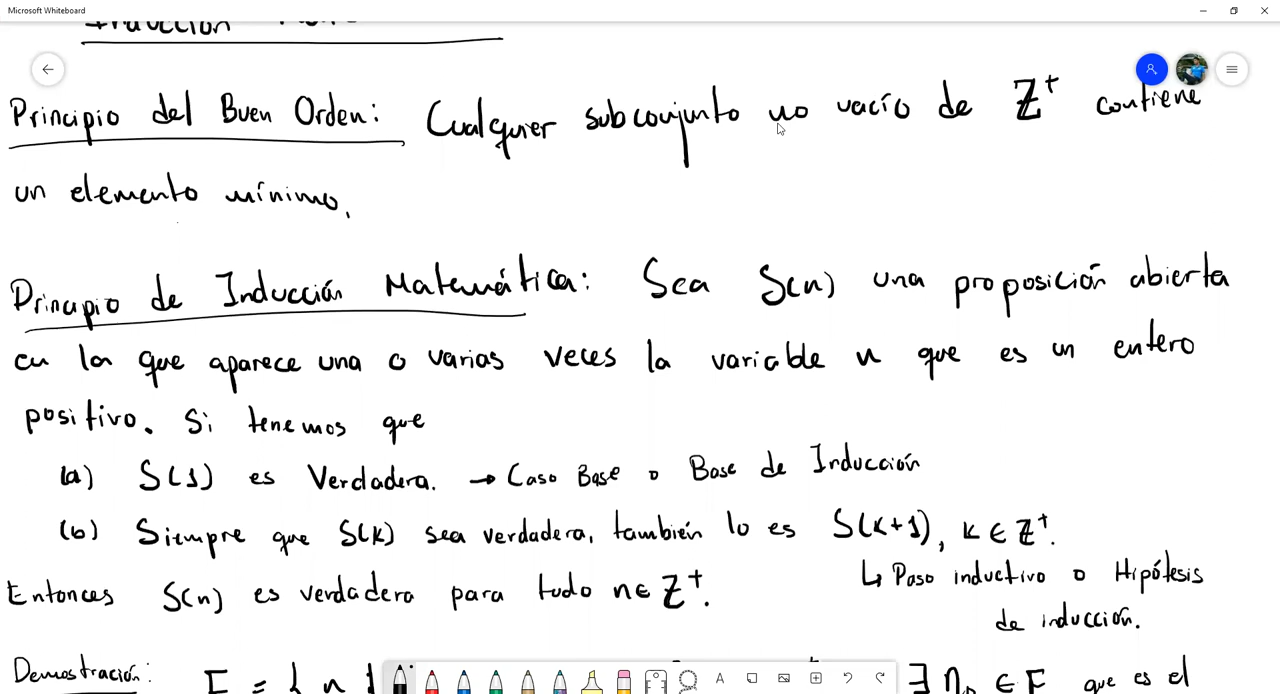 Microsoft Whiteboard
Principio del Buen Orden: Cualquier subconjunto no vacío de Z⁺ contiene
un elemento mínimo.
Principio de Inducción Matemática: Sea S(n) una proposición abierta
en la que aparece una o varias veces la variable n que es un entero
positivo. Si tenemos que
(a) S(1) es Verdadera. → Caso Base o Base de Inducción
(b) Siempre que S(k) sea verdadera, también lo es S(k+1), k ∈ Z⁺.
↳ Paso inductivo o Hipótesis
de inducción.
Entonces S(n) es verdadera para todo n ∈ Z⁺.
Demostración: F = { n ∃ n₀ ∈ F que es el